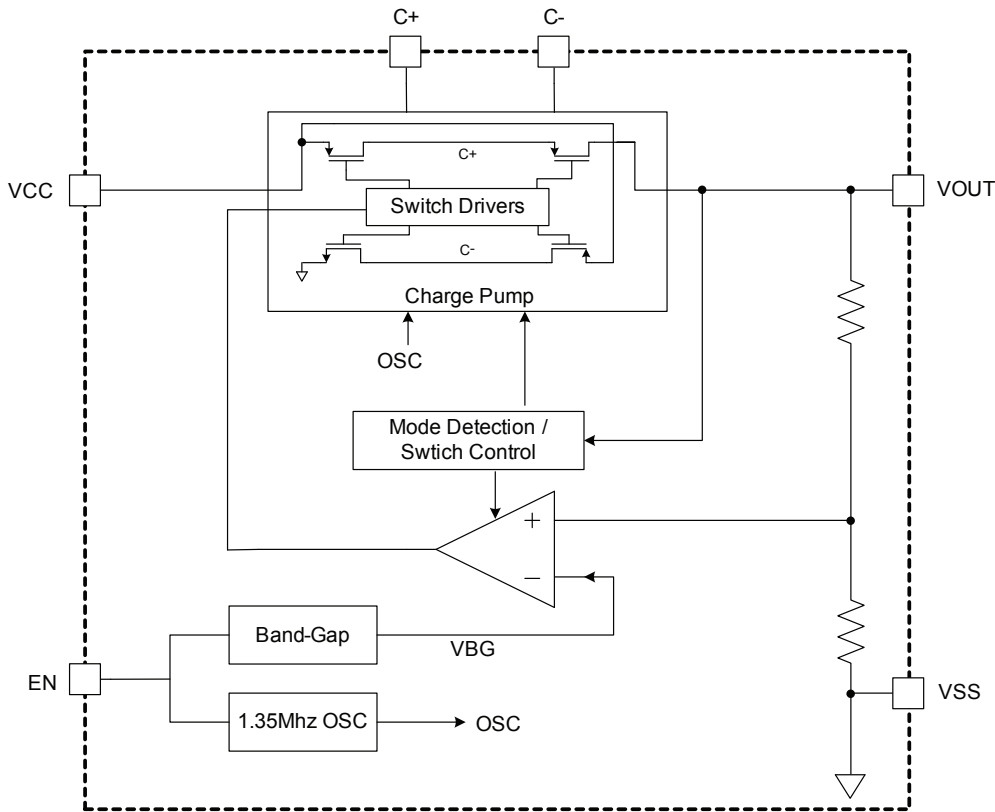 C+
C-
VCC
C+
Switch Drivers
C-
VOUT
Charge Pump
OSC
Mode Detection /
Swtich Control
+
−
Band-Gap
VBG
EN
VSS
1.35Mhz OSC
OSC